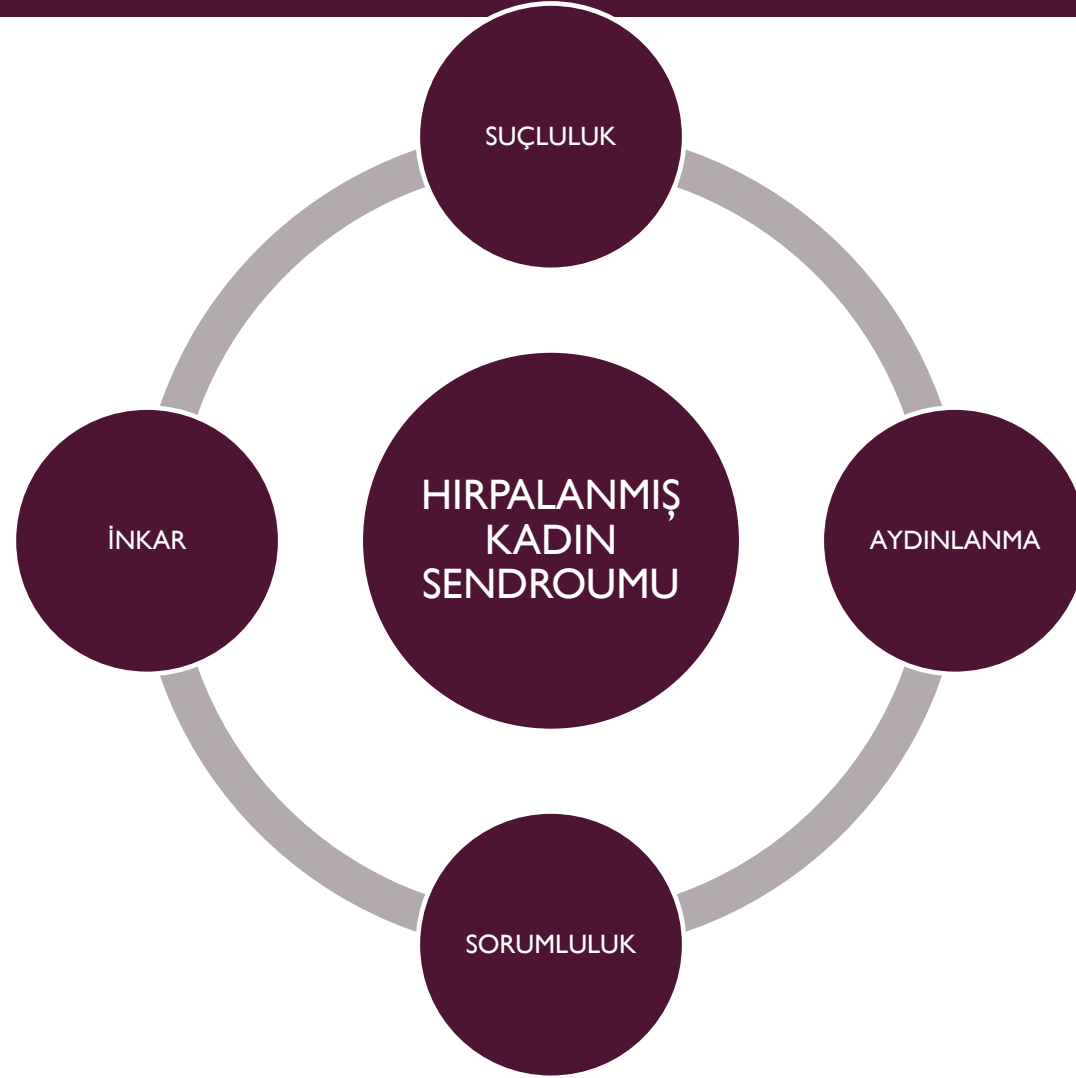 SUÇLULUK
HIRPALANMIŞ
KADIN
SENDROUMU
İNKAR
AYDINLANMA
SORUMLULUK